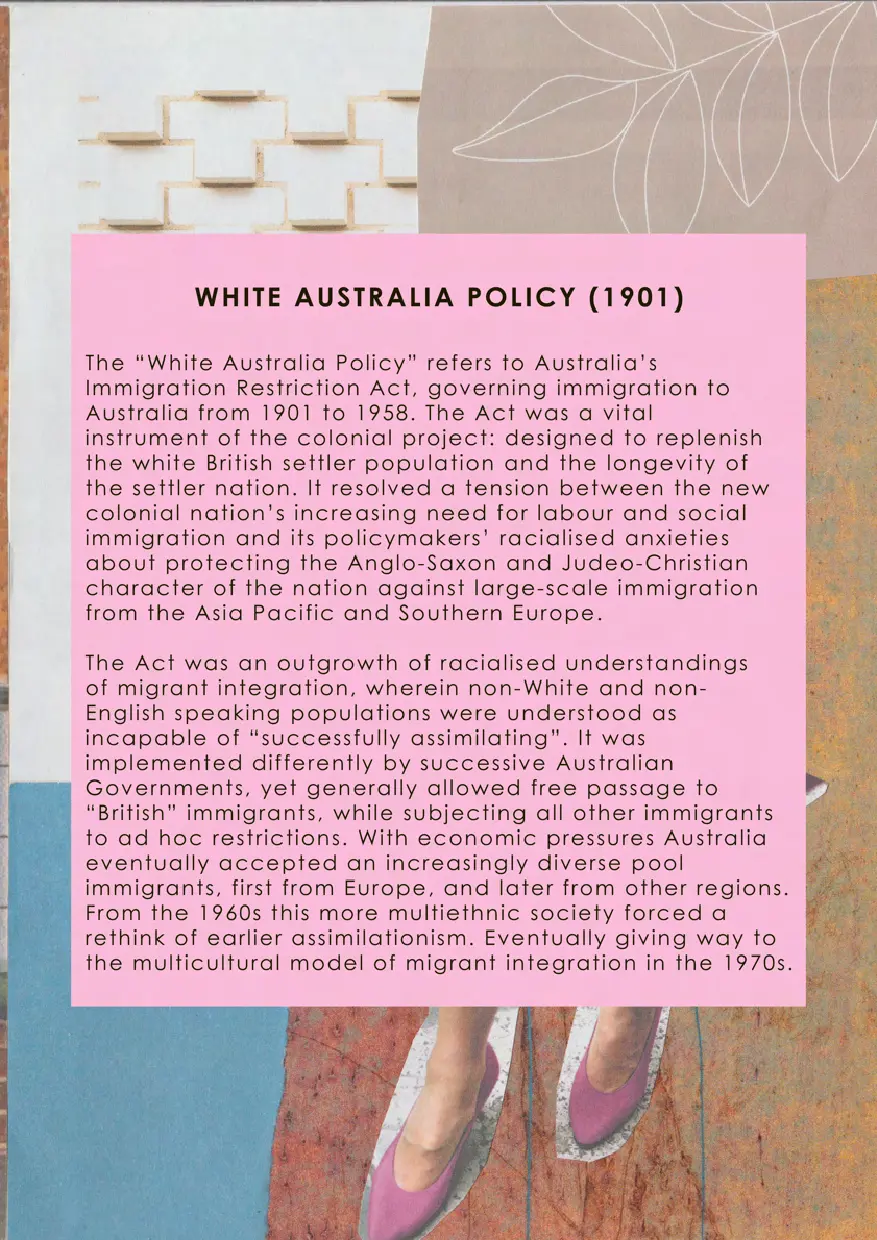 WHITE AUSTRALIA POLICY (1901)
The “White Australia Policy” refers to Australia’s
Immigration Restriction Act, governing immigration to
Australia from 1901 to 1958. The Act was a vital
instrument of the colonial project: designed to replenish
the white British settler population and the longevity of
the settler nation. It resolved a tension between the new
colonial nation’s increasing need for labour and social
immigration and its policymakers’ racialised anxieties
about protecting the Anglo-Saxon and Judeo-Christian
character of the nation against large-scale immigration
from the Asia Pacific and Southern Europe.
The Act was an outgrowth of racialised understandings
of migrant integration, wherein non-White and non-
English speaking populations were understood as
incapable of “successfully assimilating”. It was
implemented differently by successive Australian
Governments, yet generally allowed free passage to
“British” immigrants, while subjecting all other immigrants
to ad hoc restrictions. With economic pressures Australia
eventually accepted an increasingly diverse pool
immigrants, first from Europe, and later from other regions.
From the 1960s this more multiethnic society forced a
rethink of earlier assimilationism. Eventually giving way to
the multicultural model of migrant integration in the 1970s.